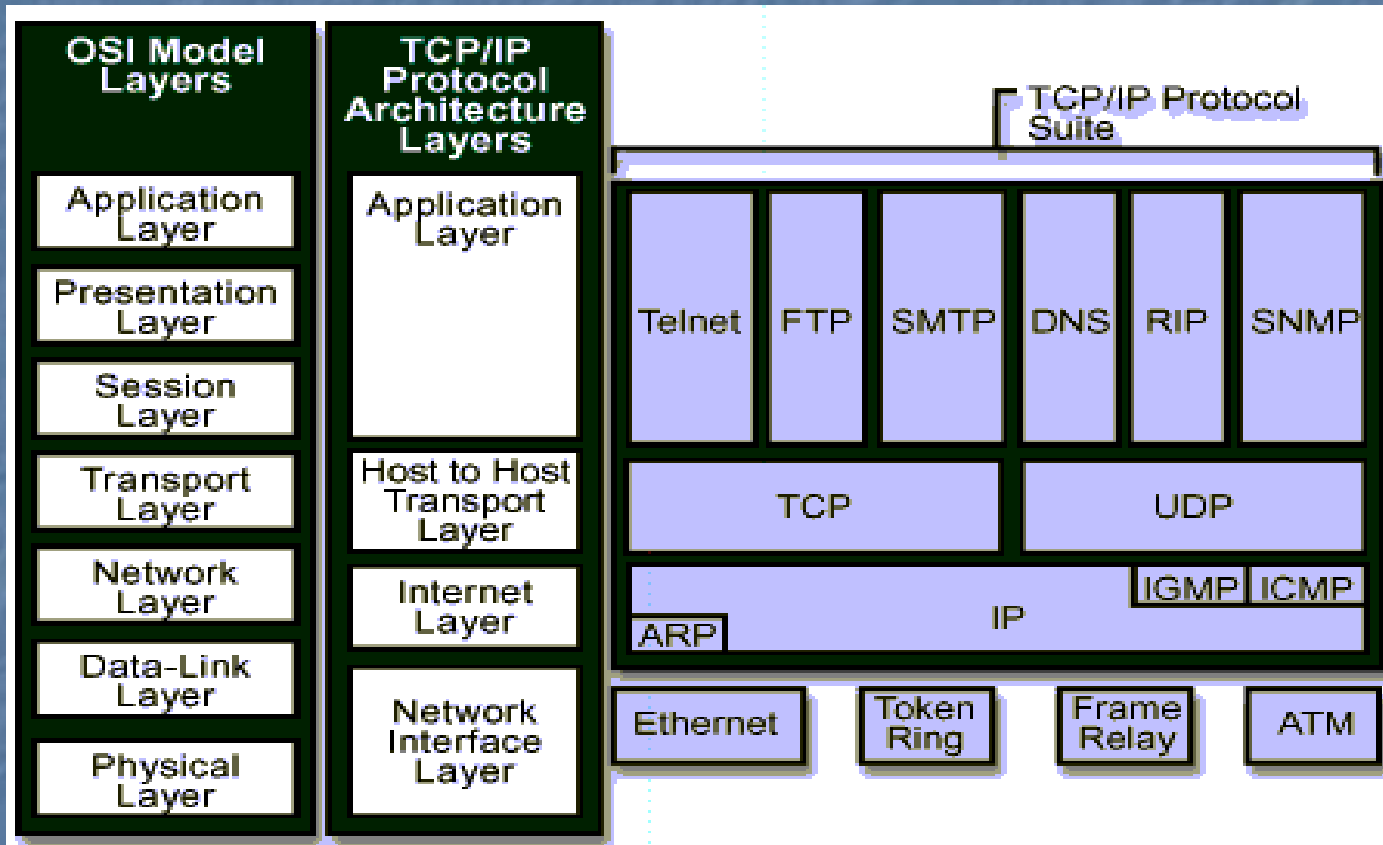 OSI Model
Layers
Application
Layer
Presentation
Layer
Session
Layer
Transport
Layer
Network
Layer
Data-Link
Layer
Physical
Layer
TCP/IP
Protocol
Architecture
Layers
Application
Layer
Host to Host
Transport
Layer
Internet
Layer
Network
Interface
Layer
TCP/IP Protocol
Suite
Telnet
FTP
SMTP
DNS
RIP
SNMP
TCP
UDP
IGMP
ICMP
IP
ARP
Ethernet
Token
Ring
Frame
Relay
ATM